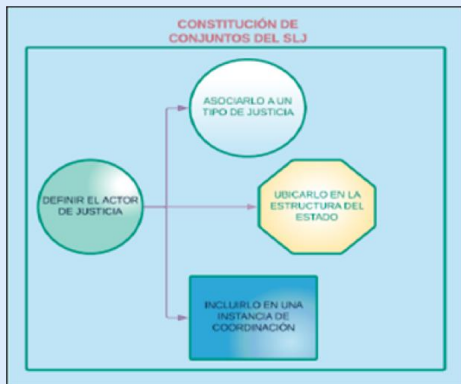 CONSTITUCIÓN DE
CONJUNTOS DEL SLJ
ASOCIARLO A UN
TIPO DE JUSTICIA
DEFINIR EL ACTOR
DE JUSTICIA
UBICARLO EN LA
ESTRUCTURA DEL
ESTADO
INCLUIRLO EN UNA
INSTANCIA DE
COORDINACIÓN